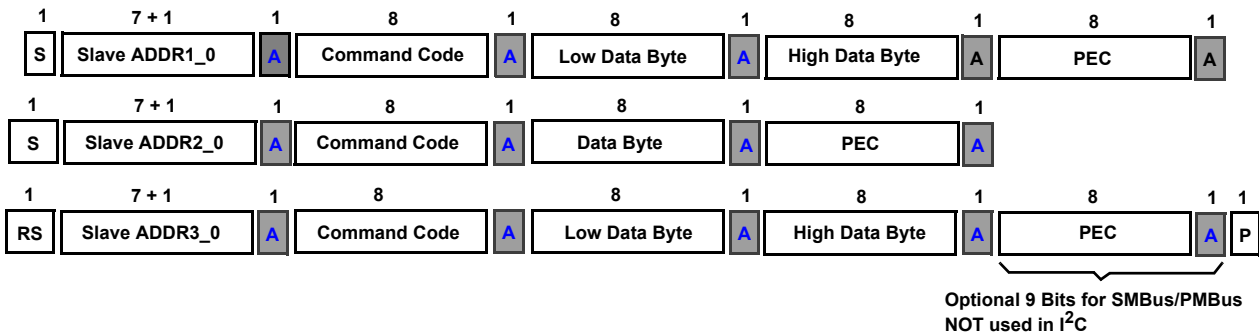 1 7 + 1 1 8 1 8 1 8 1 8 1
S Slave ADDR1_0 A Command Code A Low Data Byte A High Data Byte A PEC A
1 7 + 1 1 8 1 8 1 8 1
S Slave ADDR2_0 A Command Code A Data Byte A PEC A
1 7 + 1 1 8 1 8 1 8 1 8 1 1
RS Slave ADDR3_0 A Command Code A Low Data Byte A High Data Byte A PEC A P
Optional 9 Bits for SMBus/PMBus
NOT used in I²C